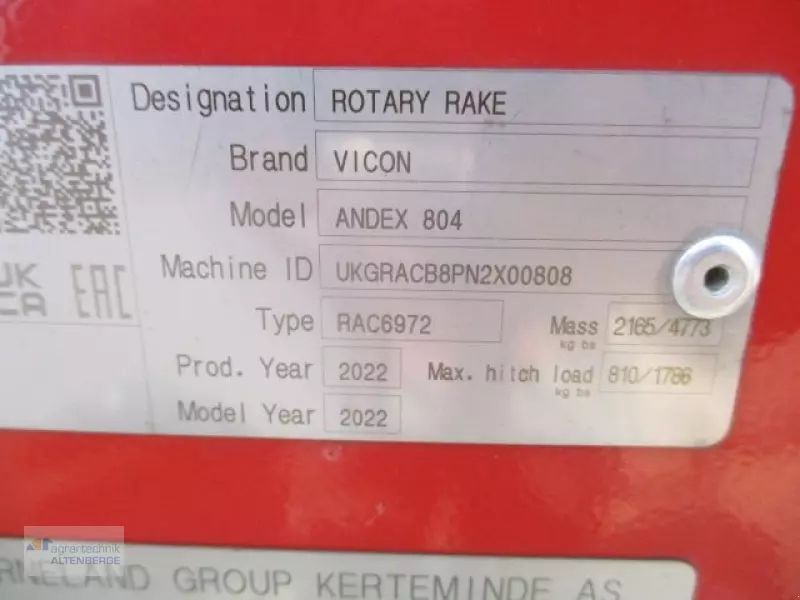 Designation ROTARY RAKE
Brand VICON
Model ANDEX 804
Machine ID UKGRACB8PN2X00808
UK
CA EAC
Type RAC6972 Mass 2165/4773
kg lbs
Prod. Year 2022 Max. hitch load 810/1786
kg lbs
Model Year 2022
agrartechnik
ALTENBERGE
RNELAND GROUP KERTEMINDE AS